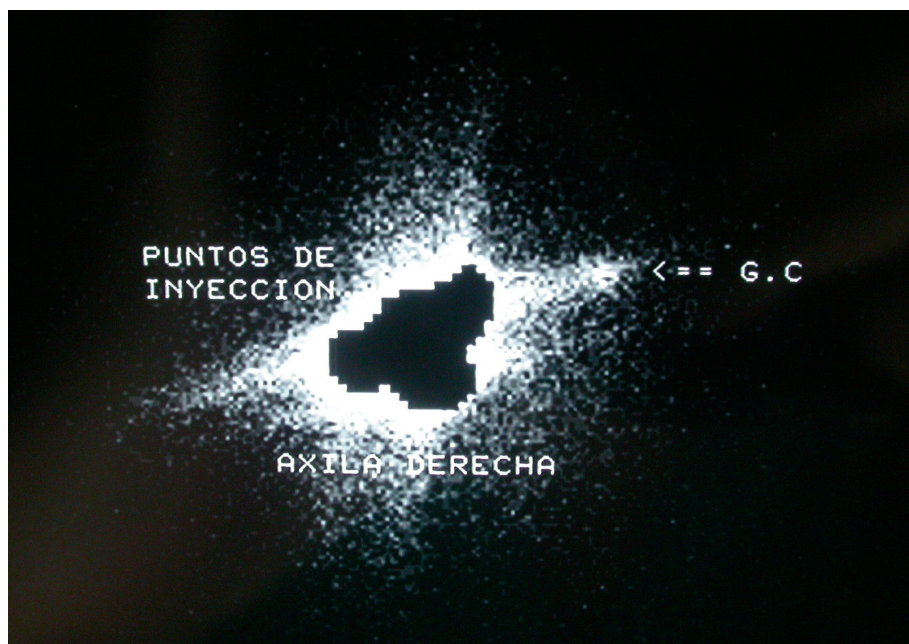 PUNTOS DE
INYECCION
<== G.C
AXILA DERECHA